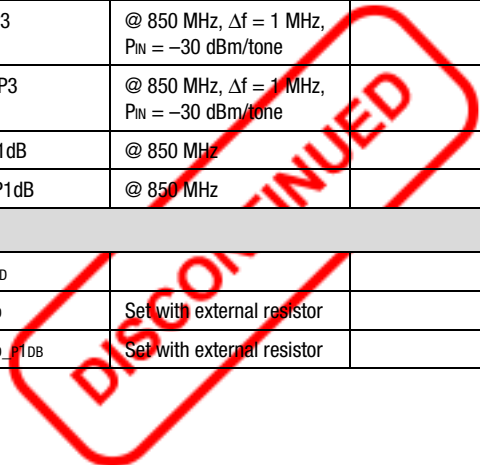 3 @ 850 MHz, Δf = 1 MHz,
PIN = –30 dBm/tone
P3 @ 850 MHz, Δf = 1 MHz,
PIN = –30 dBm/tone
1dB @ 850 MHz
P1dB @ 850 MHz
D
Set with external resistor
_P1DB Set with external resistor
DISCONTINUED